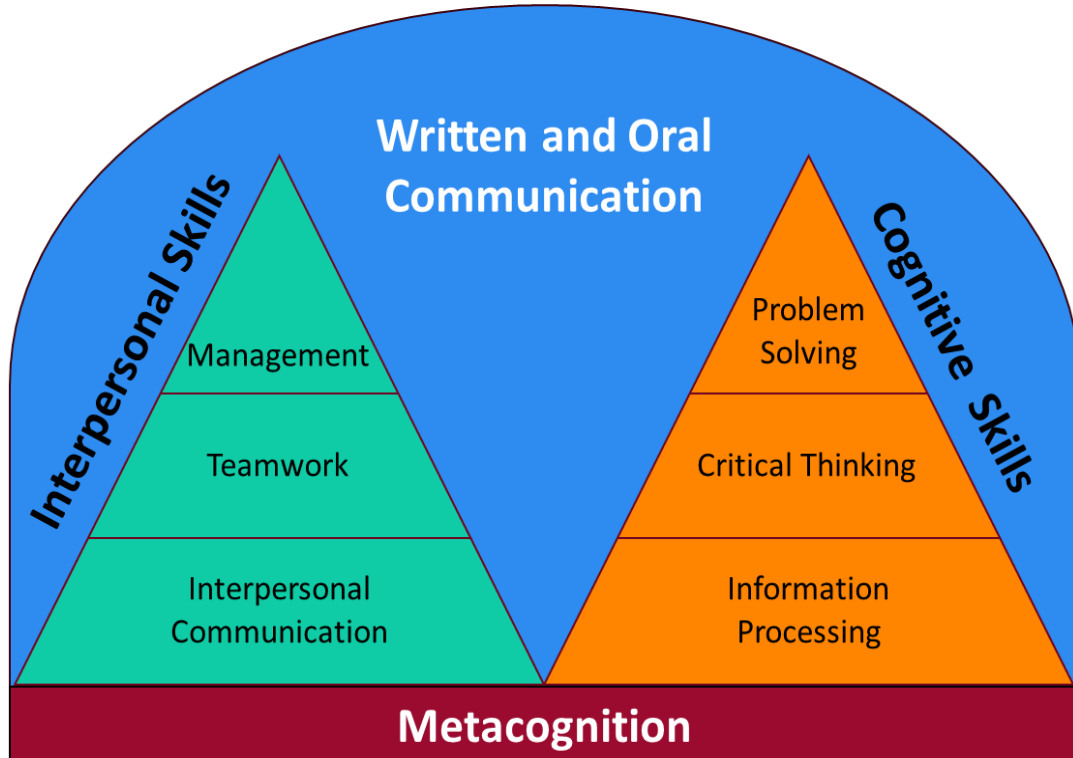 Written and Oral
Communication
Interpersonal Skills
Management
Teamwork
Interpersonal
Communication
Cognitive Skills
Problem
Solving
Critical Thinking
Information
Processing
Metacognition